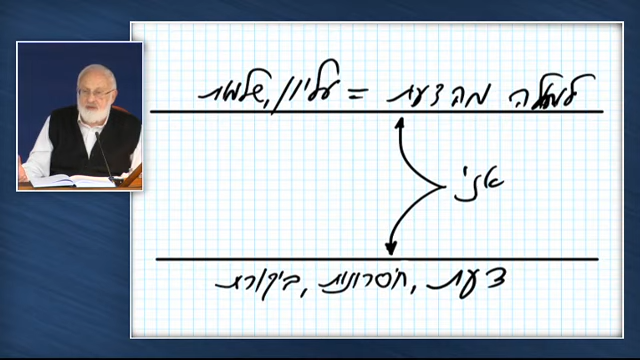 למעלה מהדעת = עליון, שלמות
אני
דעת, חסרונות, ביקורת